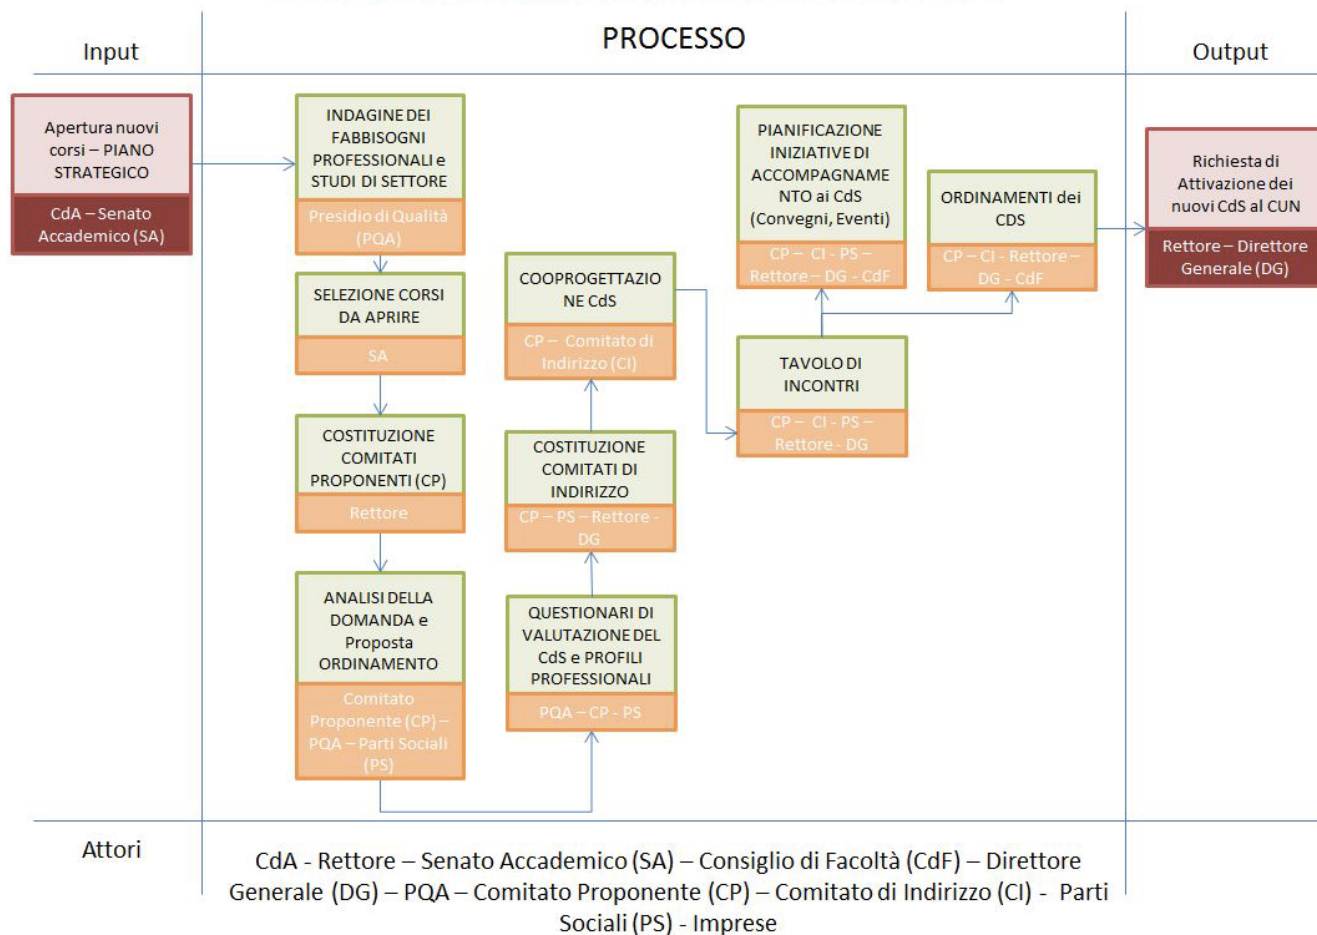 Input
PROCESSO
Output
Apertura nuovi
corsi – PIANO
STRATEGICO
CdA – Senato
Accademico (SA)
INDAGINE DEI
FABBISOGNI
PROFESSIONALI e
STUDI DI SETTORE
Presidio di Qualità
(PQA)
SELEZIONE CORSI
DA APRIRE
SA
COSTITUZIONE
COMITATI
PROPONENTI (CP)
Rettore
ANALISI DELLA
DOMANDA e
Proposta
ORDINAMENTO
Comitato
Proponente (CP) –
PQA – Parti Sociali
(PS)
QUESTIONARI DI
VALUTAZIONE DEL
CdS e PROFILI
PROFESSIONALI
PQA – CP - PS
COSTITUZIONE
COMITATI DI
INDIRIZZO
CP – PS – Rettore -
DG
COOPROGETTAZIO
NE CdS
CP – Comitato di
Indirizzo (CI)
TAVOLO DI
INCONTRI
CP – CI - PS –
Rettore - DG
PIANIFICAZIONE
INIZIATIVE DI
ACCOMPAGNAME
NTO ai CdS
(Convegni, Eventi)
CP – CI - PS –
Rettore – DG - CdF
ORDINAMENTI dei
CDS
CP – CI - Rettore –
DG - CdF
Richiesta di
Attivazione dei
nuovi CdS al CUN
Rettore – Direttore
Generale (DG)
Attori
CdA - Rettore – Senato Accademico (SA) – Consiglio di Facoltà (CdF) – Direttore
Generale (DG) – PQA – Comitato Proponente (CP) – Comitato di Indirizzo (CI) - Parti
Sociali (PS) - Imprese